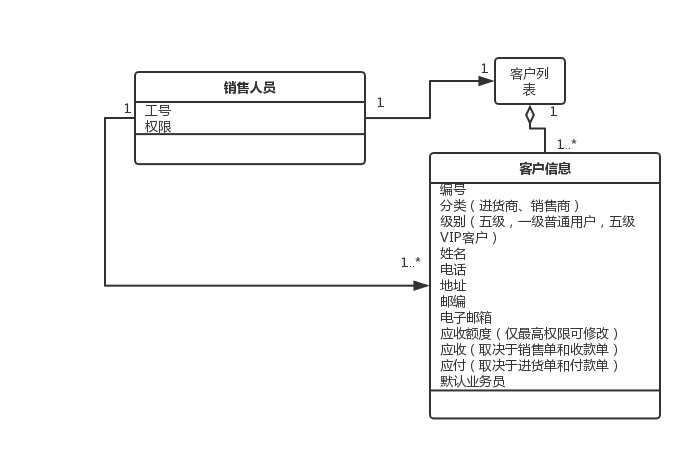 销售人员
工号
权限
1
1
1
客户列
表
1
1..*
1..*
客户信息
编号
分类（进货商、销售商）
级别（五级，一级普通用户，五级
VIP客户）
姓名
电话
地址
邮编
电子邮箱
应收额度（仅最高权限可修改）
应收（取决于销售单和收款单）
应付（取决于进货单和付款单）
默认业务员